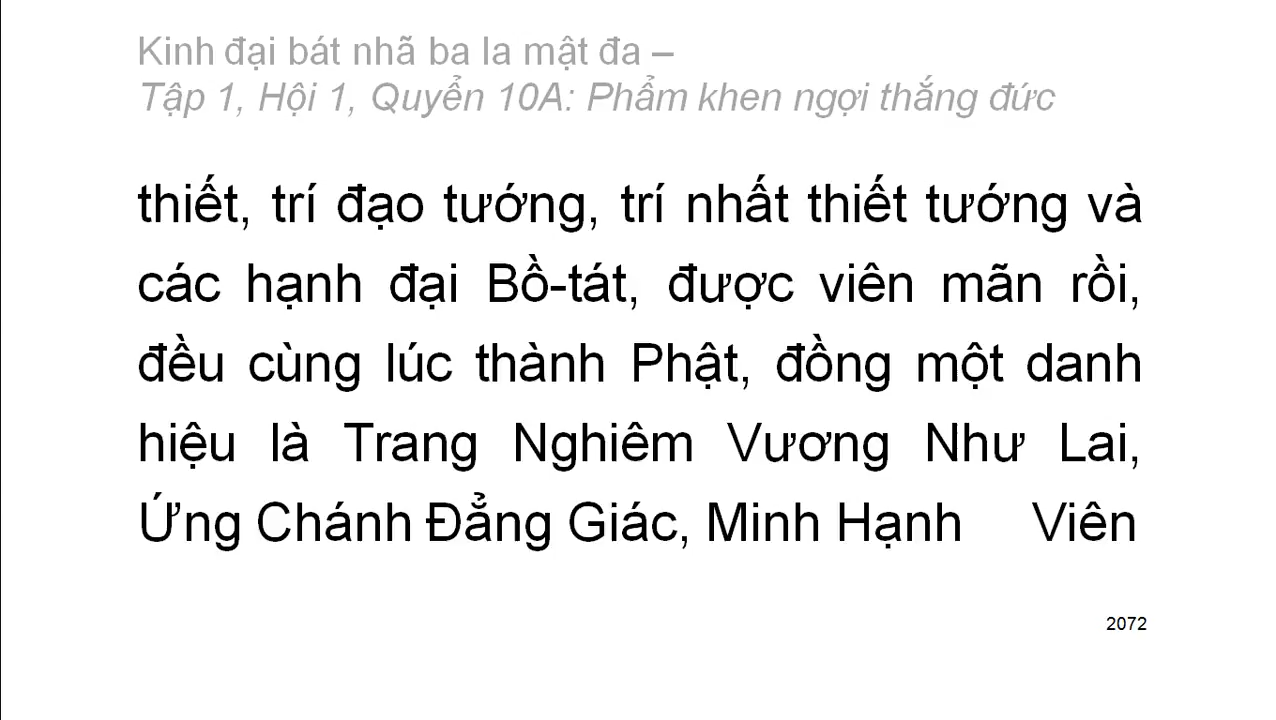 Kinh đại bát nhã ba la mật đa –
Tập 1, Hội 1, Quyển 10A: Phẩm khen ngợi thắng đức
thiết, trí đạo tướng, trí nhất thiết tướng và
các hạnh đại Bồ-tát, được viên mãn rồi,
đều cùng lúc thành Phật, đồng một danh
hiệu là Trang Nghiêm Vương Như Lai,
Ứng Chánh Đẳng Giác, Minh Hạnh Viên
2072